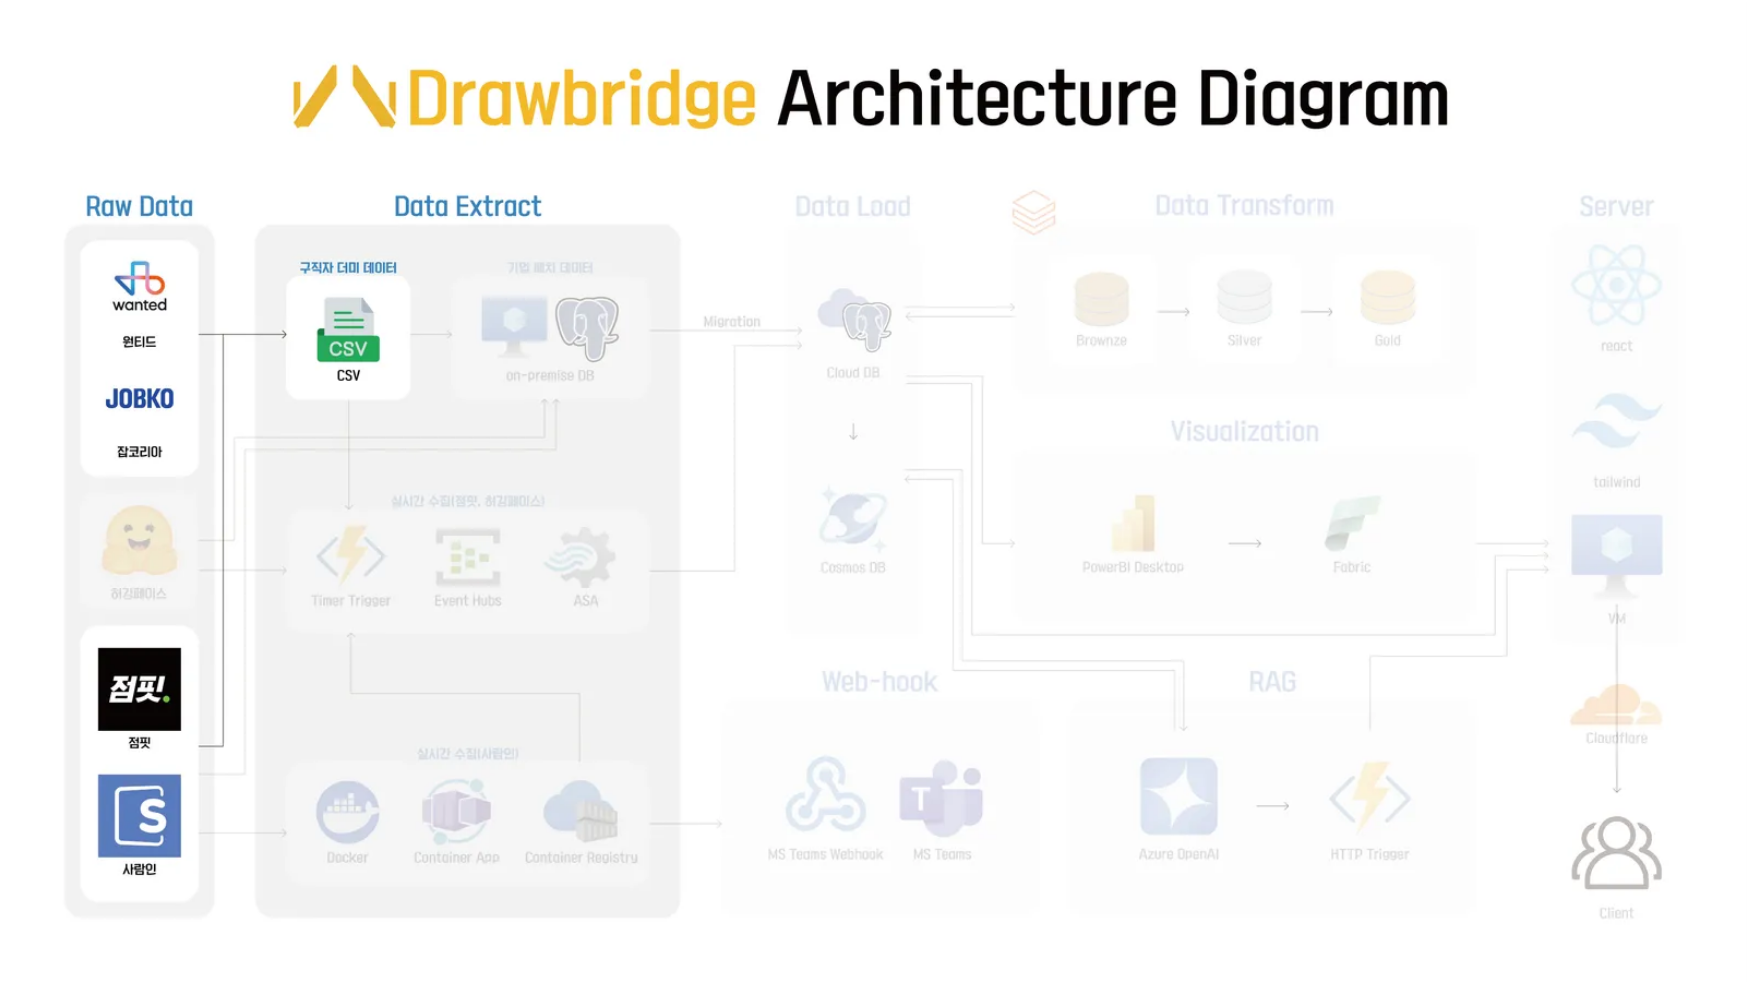 Drawbridge Architecture Diagram
Raw Data
wanted
원티드
JOBKO
잡코리아
허깅페이스
점핏.
점핏
S
사람인
Data Extract
구직자 더미 데이터
CSV
CSV
기업 배치 데이터
on-premise DB
실시간 수집(점핏, 허깅페이스)
Timer Trigger
Event Hubs
ASA
실시간 수집(사람인)
Docker
Container App
Container Registry
Migration
Data Load
Cloud DB
Cosmos DB
Data Transform
Brownze
Silver
Gold
Visualization
PowerBI Desktop
Fabric
Web-hook
MS Teams Webhook
T
MS Teams
RAG
Azure OpenAI
HTTP Trigger
Server
react
tailwind
VM
Cloudflare
Client